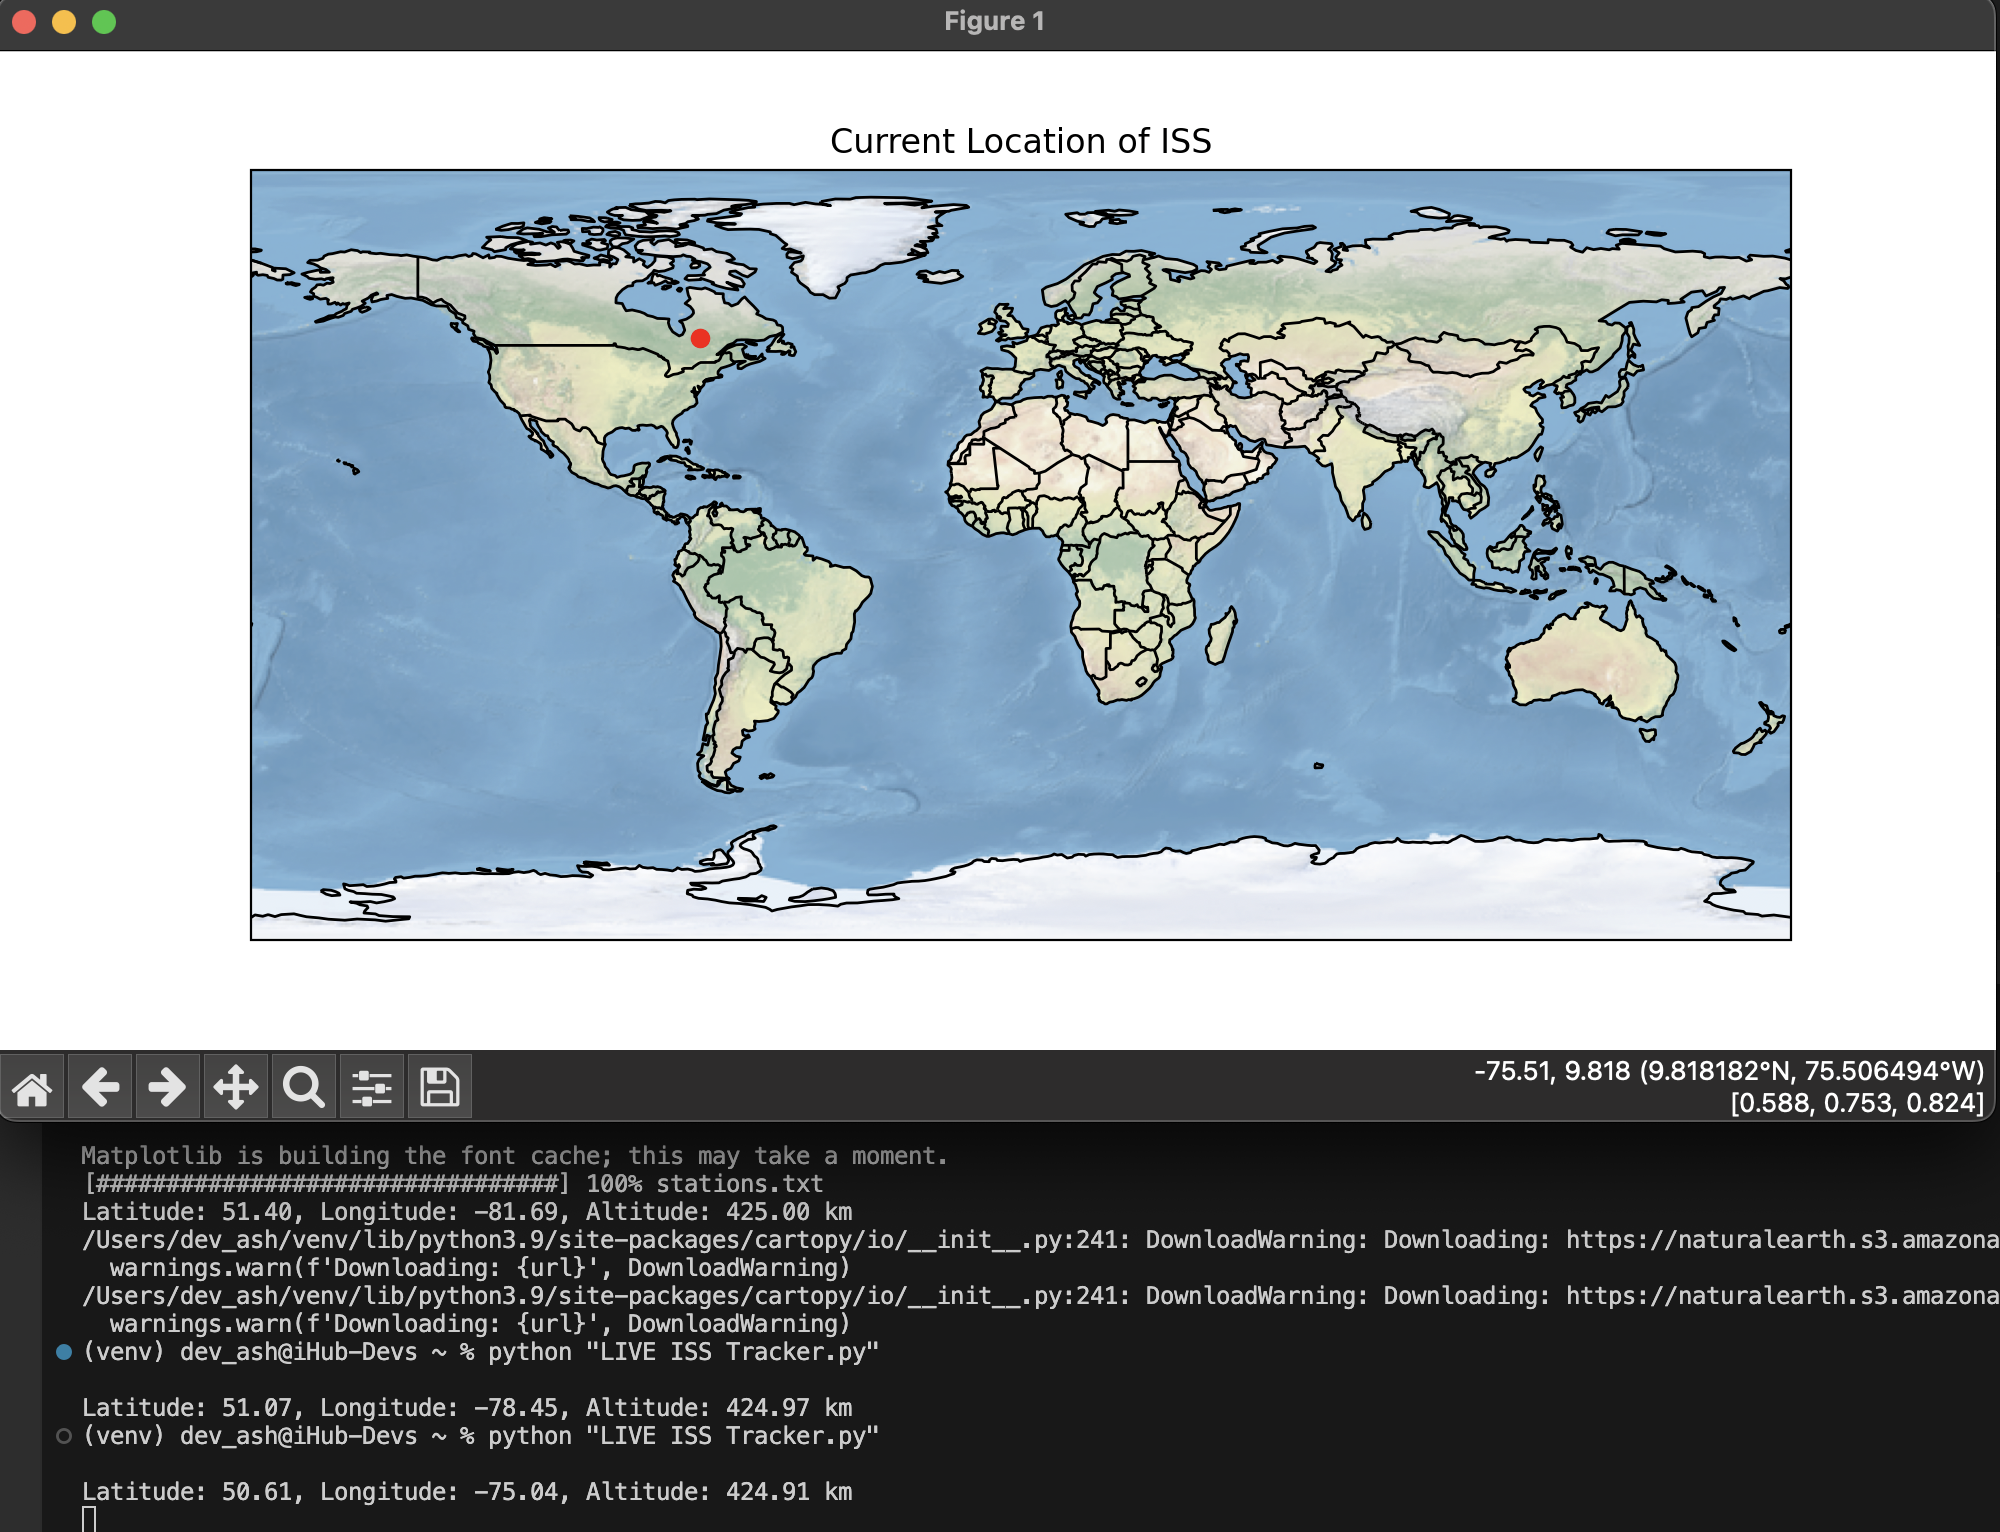 Figure 1
Current Location of ISS
-75.51, 9.818 (9.818182°N, 75.506494°W)
[0.588, 0.753, 0.824]
Matplotlib is building the font cache; this may take a moment.
[#################################] 100% stations.txt
Latitude: 51.40, Longitude: -81.69, Altitude: 425.00 km
/Users/dev_ash/venv/lib/python3.9/site-packages/cartopy/io/__init__.py:241: DownloadWarning: Downloading: https://naturalearth.s3.amazona
warnings.warn(f'Downloading: {url}', DownloadWarning)
/Users/dev_ash/venv/lib/python3.9/site-packages/cartopy/io/__init__.py:241: DownloadWarning: Downloading: https://naturalearth.s3.amazona
warnings.warn(f'Downloading: {url}', DownloadWarning)
(venv) dev_ash@iHub-Devs ~ % python "LIVE ISS Tracker.py"
Latitude: 51.07, Longitude: -78.45, Altitude: 424.97 km
(venv) dev_ash@iHub-Devs ~ % python "LIVE ISS Tracker.py"
Latitude: 50.61, Longitude: -75.04, Altitude: 424.91 km